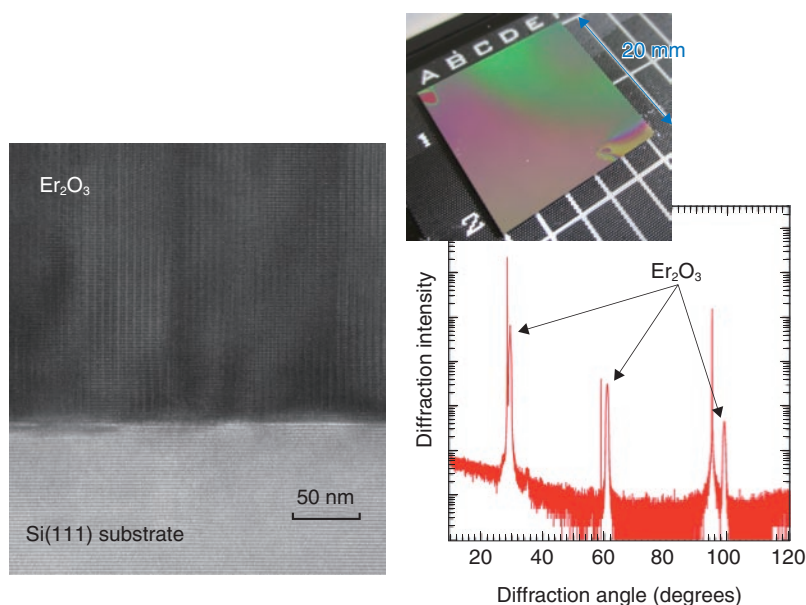 Er₂O₃
50 nm
Si(111) substrate
A B C D E
20 mm
1
2
Er₂O₃
Diffraction intensity
20 40 60 80 100 120
Diffraction angle (degrees)